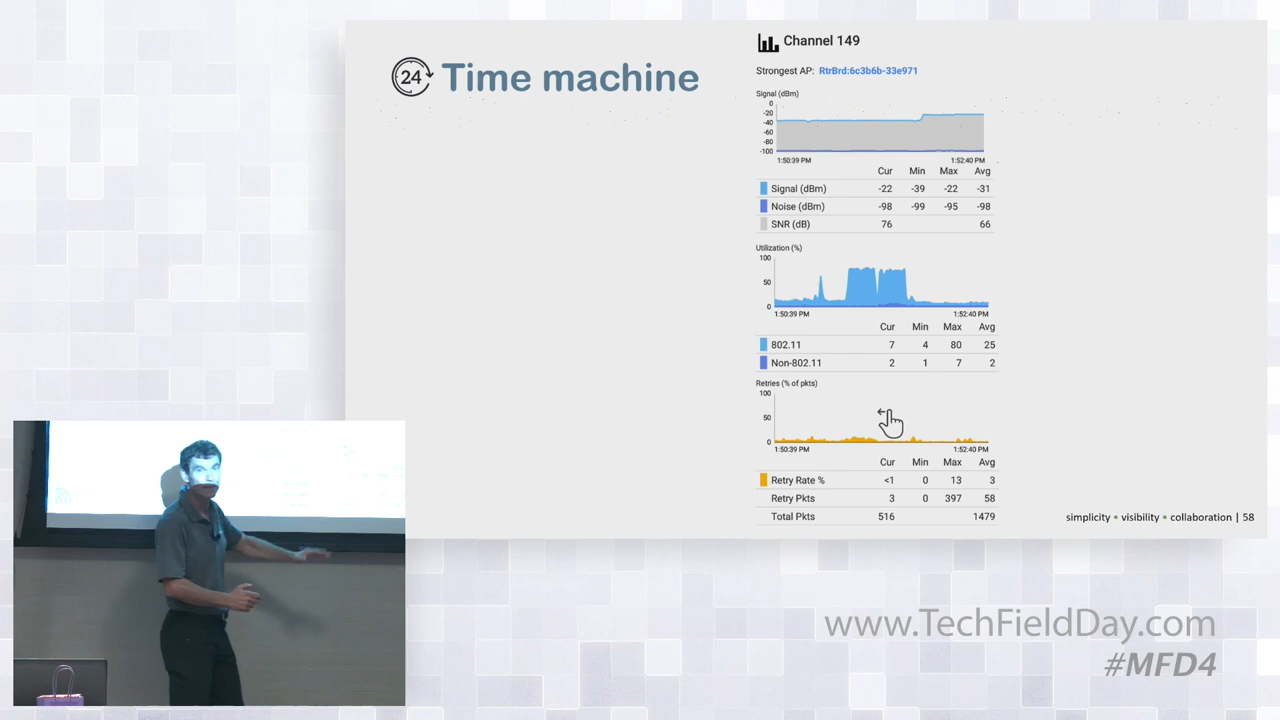 24 Time machine
Channel 149
Strongest AP: RtrBrd:6c3b6b-33e971
Signal (dBm)
0
-20
-40
-60
-80
-100
1:50:39 PM 1:52:40 PM
Cur Min Max Avg
Signal (dBm) -22 -39 -22 -31
Noise (dBm) -98 -99 -95 -98
SNR (dB) 76 66
Utilization (%)
100
50
0
1:50:39 PM 1:52:40 PM
Cur Min Max Avg
802.11 7 4 80 25
Non-802.11 2 1 7 2
Retries (% of pkts)
100
50
0
1:50:39 PM 1:52:40 PM
Cur Min Max Avg
Retry Rate % <1 0 13 3
Retry Pkts 3 0 397 58
Total Pkts 516 1479
simplicity • visibility • collaboration | 58
www.TechFieldDay.com
#MFD4